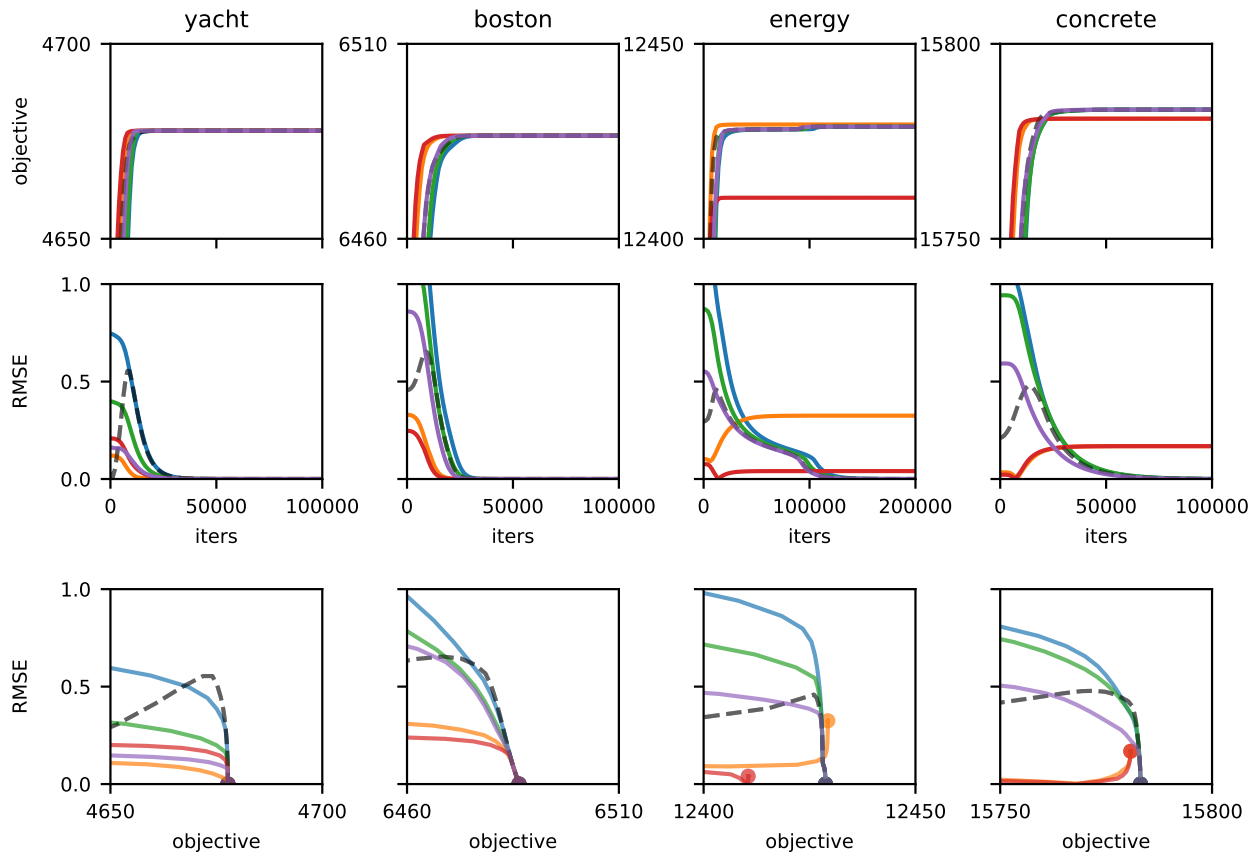 yacht boston energy concrete
4700 6510 12450 15800
objective
4650 6460 12400 15750
1.0
RMSE
0.5
0.0
0 50000 100000 0 50000 100000 0 100000 200000 0 50000 100000
iters iters iters iters
1.0
RMSE
0.5
0.0
4650 4700 6460 6510 12400 12450 15750 15800
objective objective objective objective